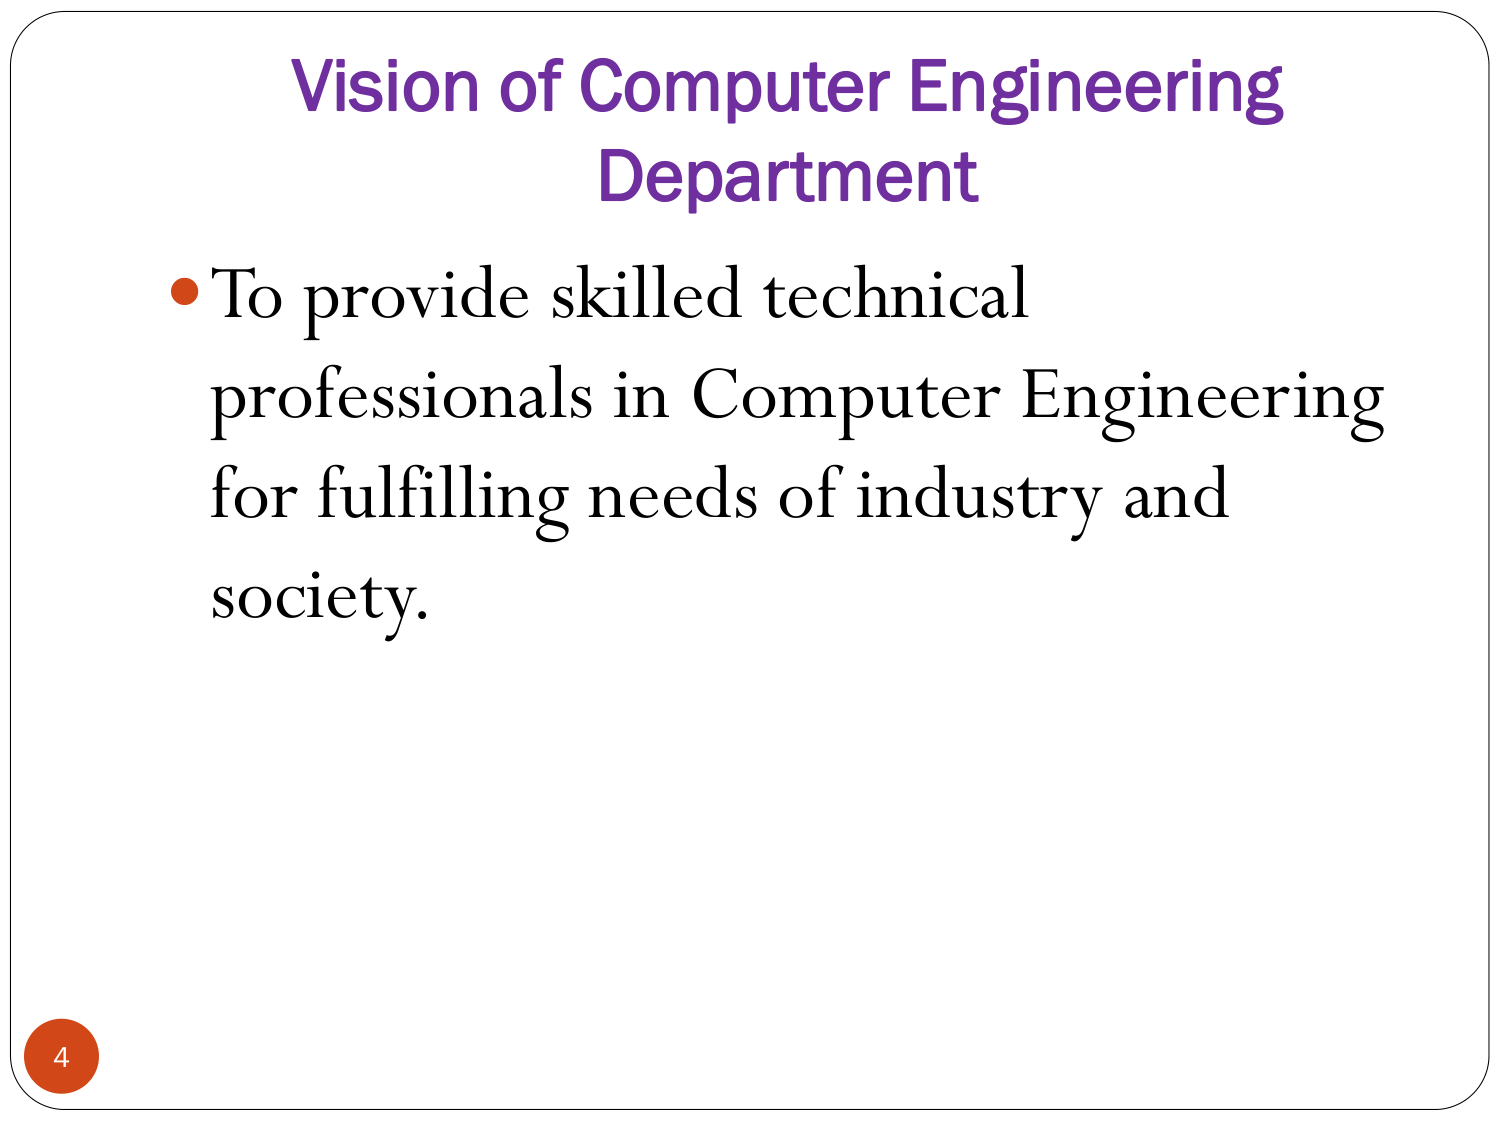 Vision of Computer Engineering
Department
• To provide skilled technical
professionals in Computer Engineering
for fulfilling needs of industry and
society.
4